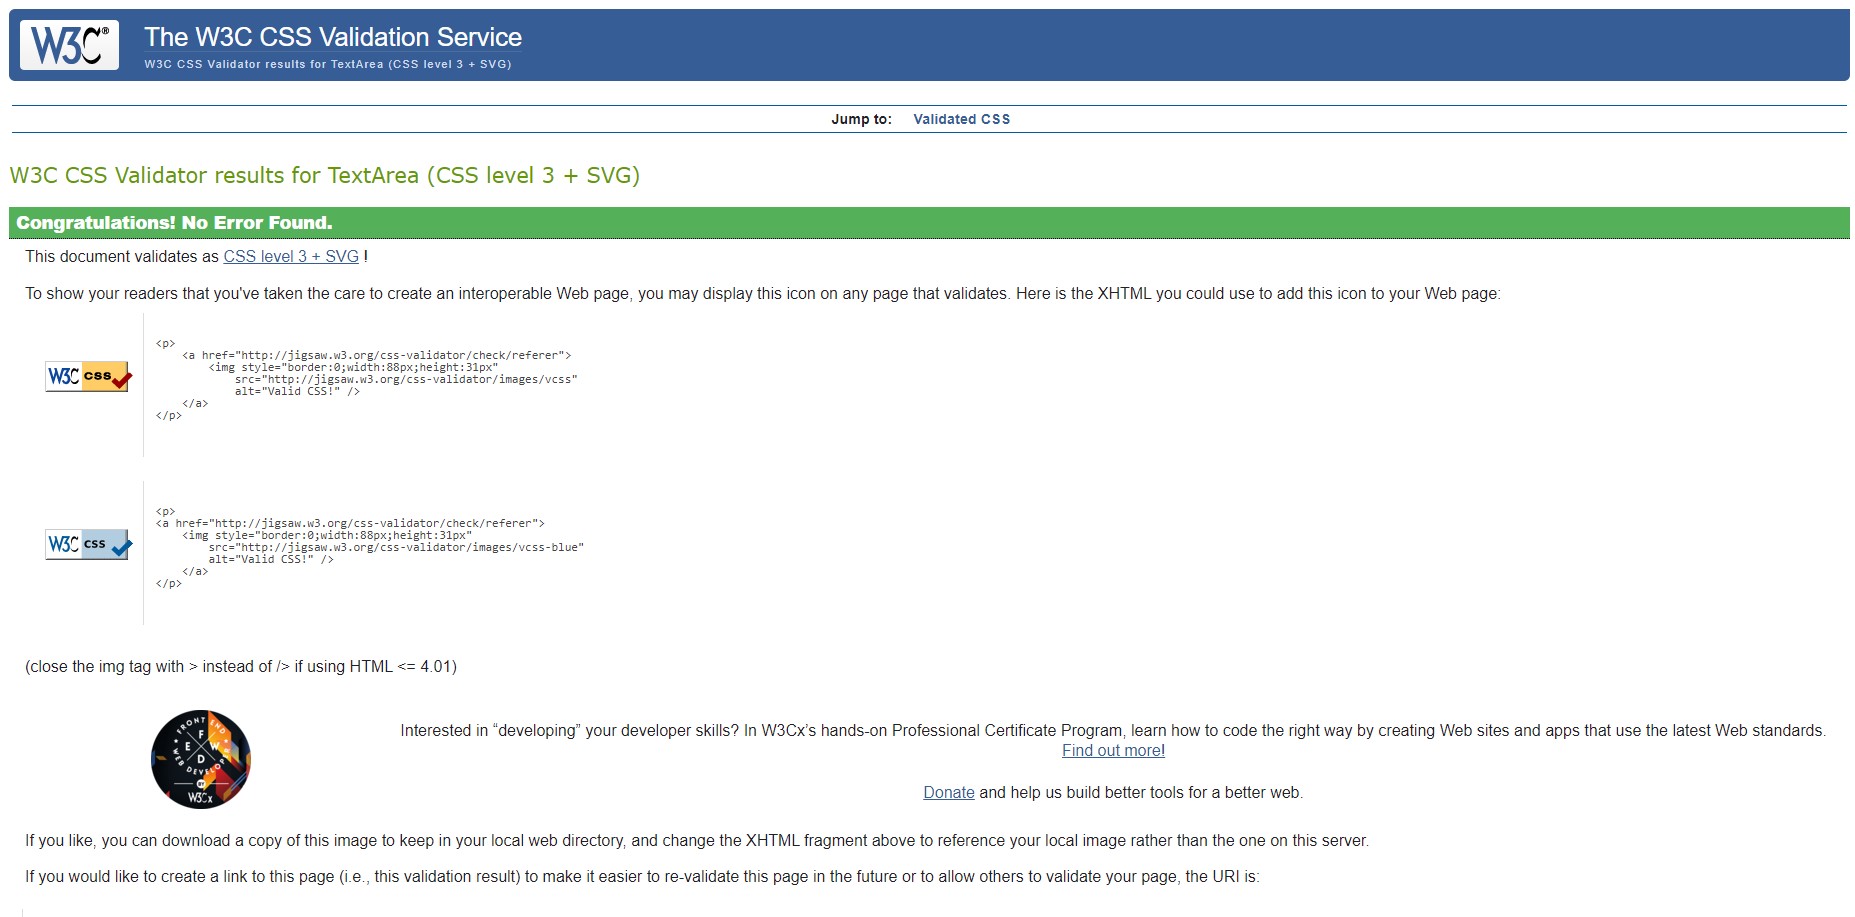 W3C®
The W3C CSS Validation Service
W3C CSS Validator results for TextArea (CSS level 3 + SVG)
Jump to: Validated CSS
W3C CSS Validator results for TextArea (CSS level 3 + SVG)
Congratulations! No Error Found.
This document validates as CSS level 3 + SVG !
To show your readers that you've taken the care to create an interoperable Web page, you may display this icon on any page that validates. Here is the XHTML you could use to add this icon to your Web page:
W3C css
<p>
<a href="http://jigsaw.w3.org/css-validator/check/referer">
<img style="border:0;width:88px;height:31px"
src="http://jigsaw.w3.org/css-validator/images/vcss"
alt="Valid CSS!" />
</a>
</p>
W3C css
<p>
<a href="http://jigsaw.w3.org/css-validator/check/referer">
<img style="border:0;width:88px;height:31px"
src="http://jigsaw.w3.org/css-validator/images/vcss-blue"
alt="Valid CSS!" />
</a>
</p>
(close the img tag with > instead of /> if using HTML <= 4.01)
FRONT END
F
E W
D
WEB DEVELOPER
W3Cx
Interested in “developing” your developer skills? In W3Cx’s hands-on Professional Certificate Program, learn how to code the right way by creating Web sites and apps that use the latest Web standards.
Find out more!
Donate and help us build better tools for a better web.
If you like, you can download a copy of this image to keep in your local web directory, and change the XHTML fragment above to reference your local image rather than the one on this server.
If you would like to create a link to this page (i.e., this validation result) to make it easier to re-validate this page in the future or to allow others to validate your page, the URI is: